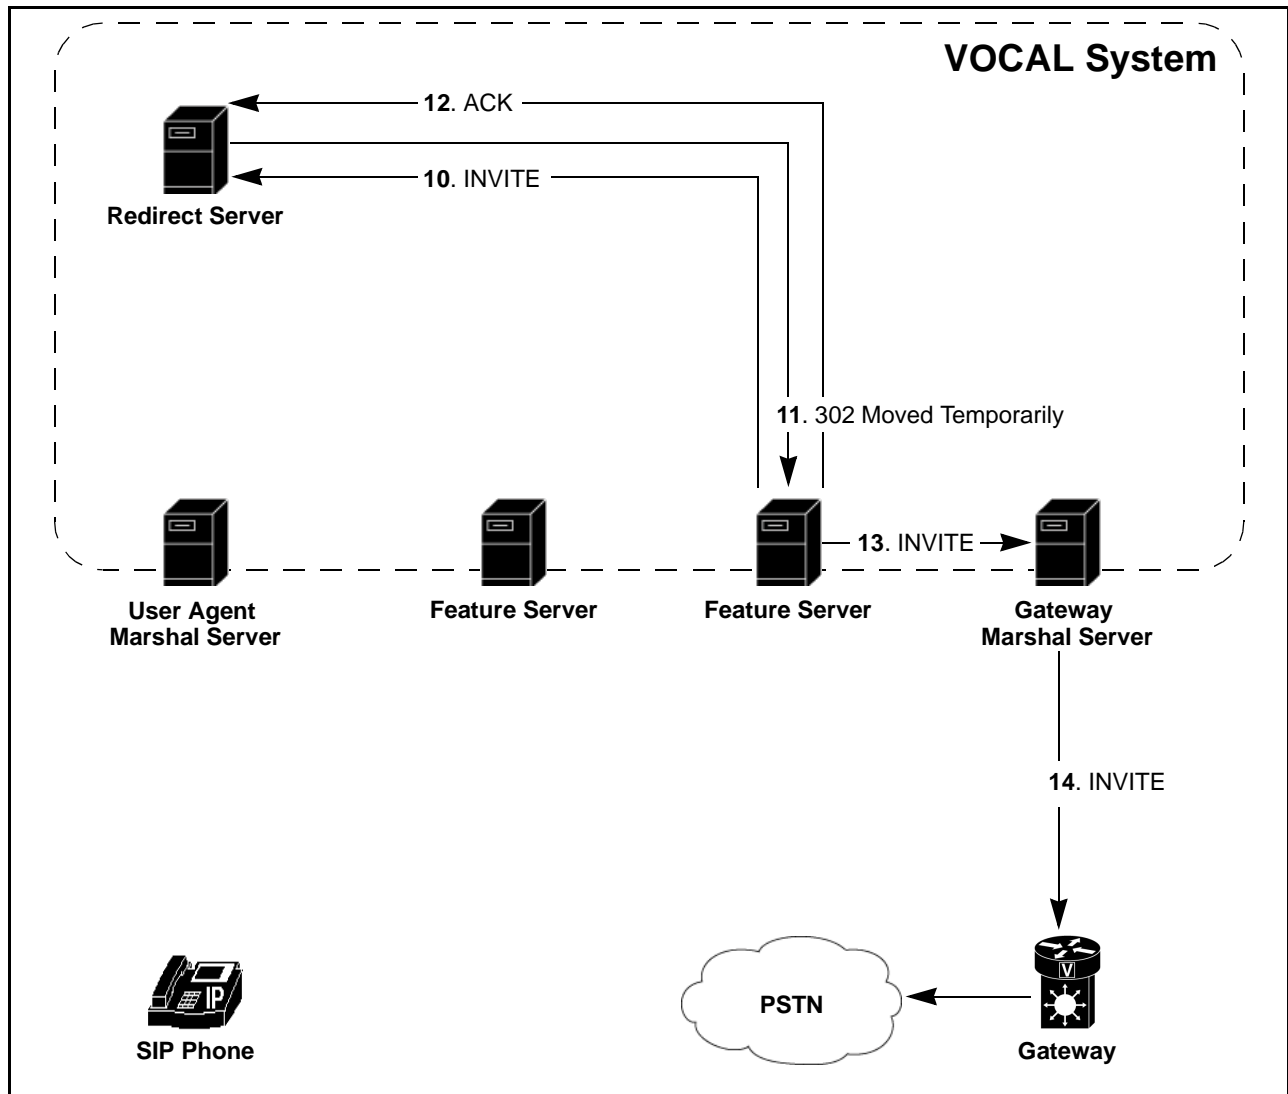 VOCAL System
12. ACK
10. INVITE
Redirect Server
11. 302 Moved Temporarily
13. INVITE
User Agent
Marshal Server
Feature Server
Feature Server
Gateway
Marshal Server
14. INVITE
IP
SIP Phone
PSTN
V
Gateway